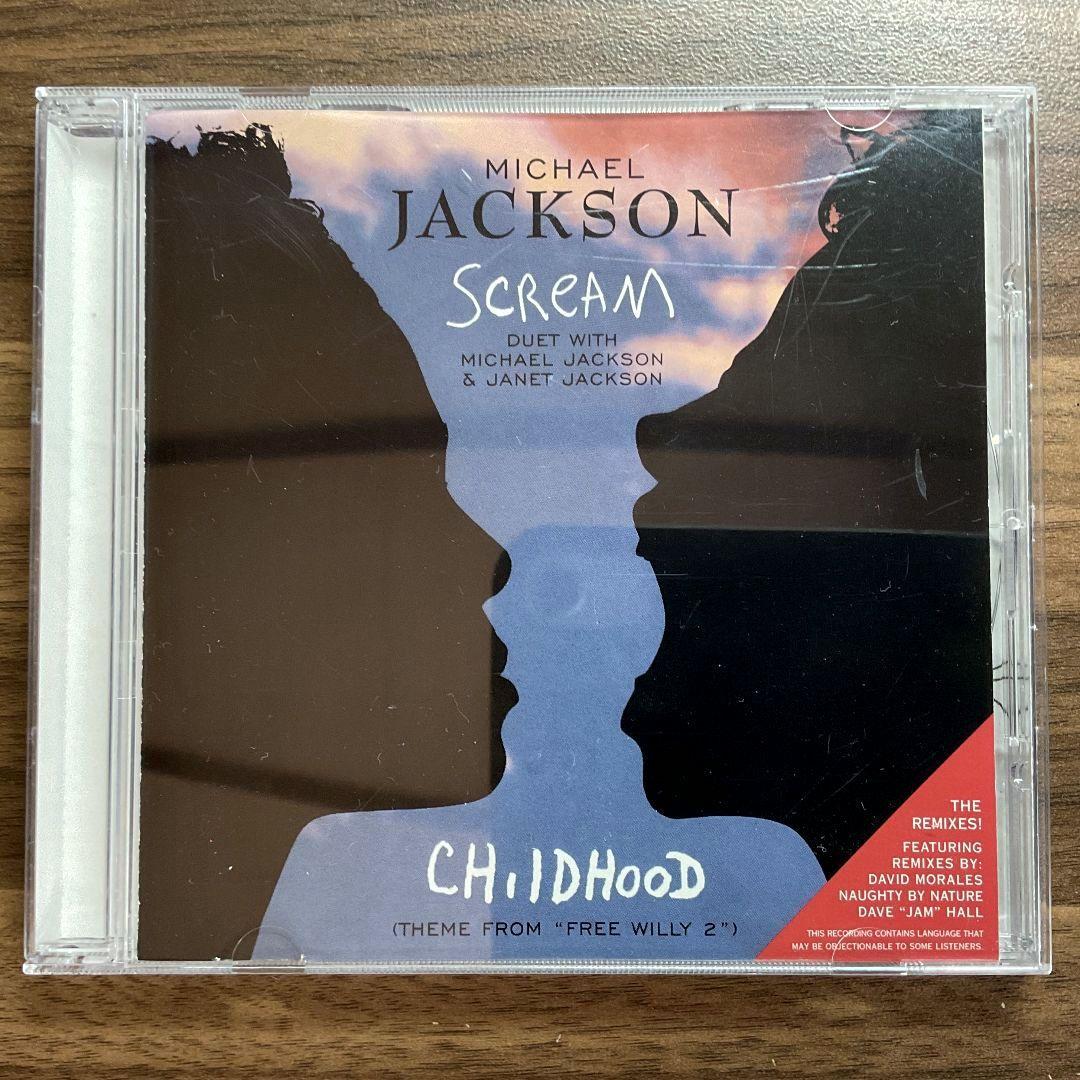 MICHAEL
JACKSON
SCREAM
DUET WITH
MICHAEL JACKSON
& JANET JACKSON
CHILDHOOD
(THEME FROM “FREE WILLY 2”)
THE
REMIXES!
FEATURING
REMIXES BY:
DAVID MORALES
NAUGHTY BY NATURE
DAVE “JAM” HALL
THIS RECORDING CONTAINS LANGUAGE THAT
MAY BE OBJECTIONABLE TO SOME LISTENERS.